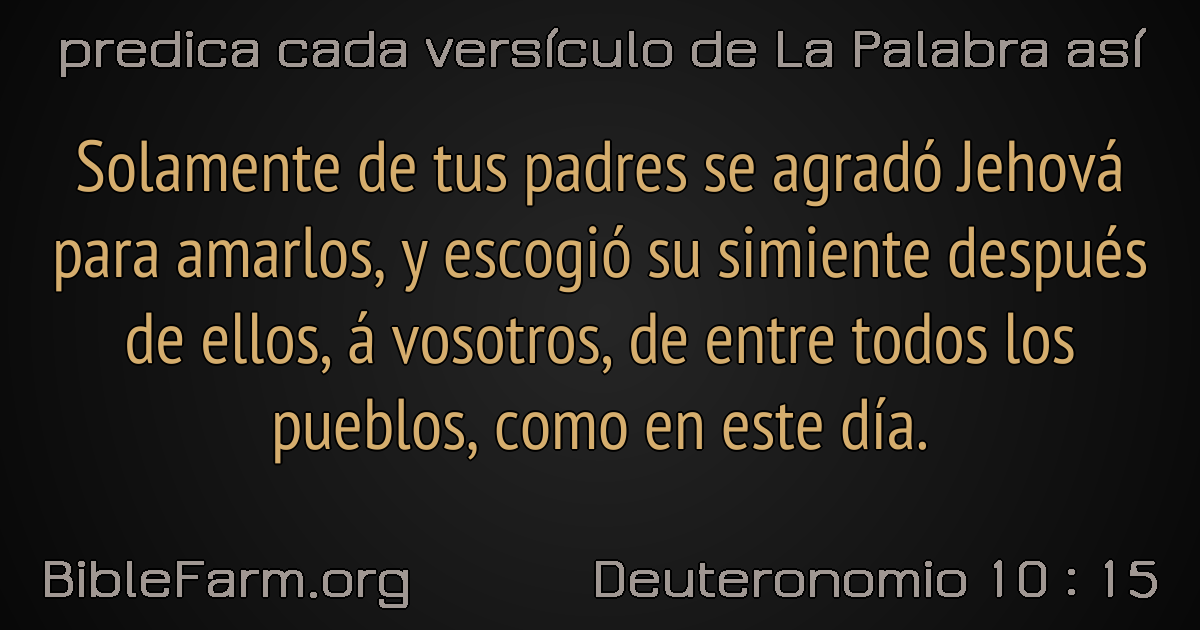 predica cada versículo de La Palabra así
Solamente de tus padres se agradó Jehová
para amarlos, y escogió su simiente después
de ellos, á vosotros, de entre todos los
pueblos, como en este día.
BibleFarm.org
Deuteronomio 10 : 15